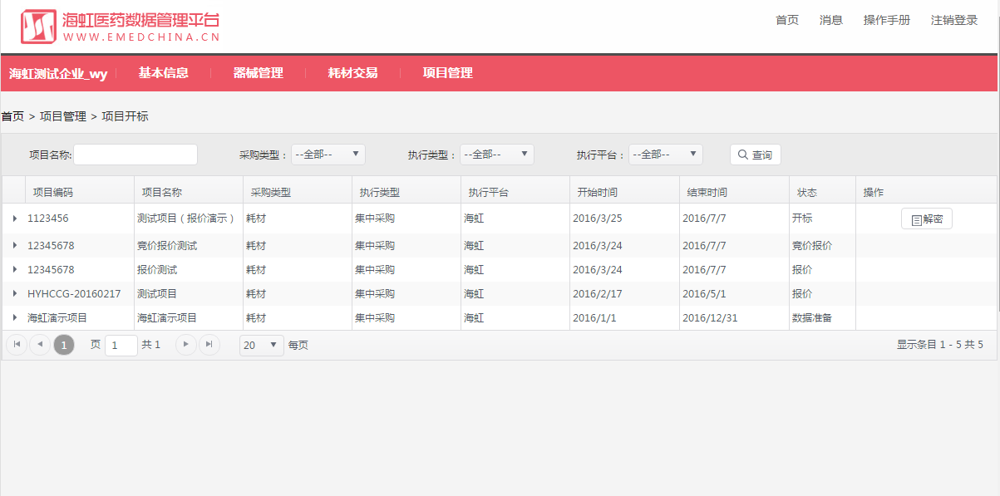 海虹医药数据管理平台
WWW.EMEDCHINA.CN
首页 消息 操作手册 注销登录
海虹测试企业_wy 基本信息 器械管理 耗材交易 项目管理
首页 > 项目管理 > 项目开标
项目名称: 采购类型： --全部-- 执行类型： --全部-- 执行平台： --全部-- 查询
项目编码 项目名称 采购类型 执行类型 执行平台 开始时间 结束时间 状态 操作
1123456 测试项目（报价演示） 耗材 集中采购 海虹 2016/3/25 2016/7/7 开标 解密
12345678 竞价报价测试 耗材 集中采购 海虹 2016/3/24 2016/7/7 竞价报价
12345678 报价测试 耗材 集中采购 海虹 2016/3/24 2016/7/7 报价
HYHCCG-20160217 测试项目 耗材 集中采购 海虹 2016/2/17 2016/5/1 报价
海虹演示项目 海虹演示项目 耗材 集中采购 海虹 2016/1/1 2016/12/31 数据准备
1 页 1 共 1 20 每页 显示条目 1 - 5 共 5